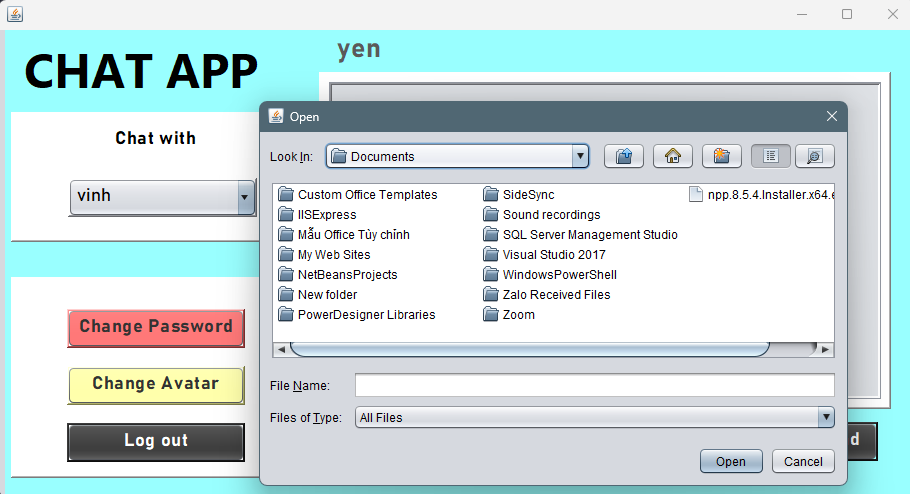 yen
CHAT APP
Chat with
vinh
Change Password
Change Avatar
Log out
Open
Look In:
Documents
Custom Office Templates
IISExpress
Mẫu Office Tùy chỉnh
My Web Sites
NetBeansProjects
New folder
PowerDesigner Libraries
SideSync
Sound recordings
SQL Server Management Studio
Visual Studio 2017
WindowsPowerShell
Zalo Received Files
Zoom
npp.8.5.4.Installer.x64.e
File Name:
Files of Type:
All Files
Open
Cancel
d